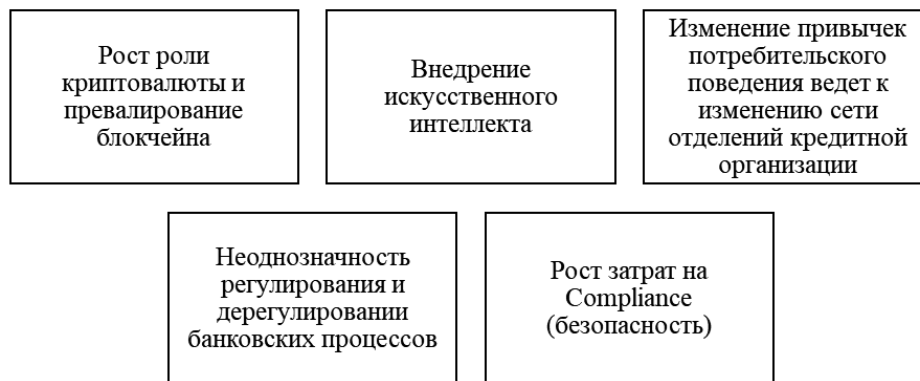 Рост роли
криптовалюты и
превалирование
блокчейна
Внедрение
искусственного
интеллекта
Изменение привычек
потребительского
поведения ведет к
изменению сети
отделений кредитной
организации
Неоднозначность
регулирования и
дерегулировании
банковских процессов
Рост затрат на
Compliance
(безопасность)